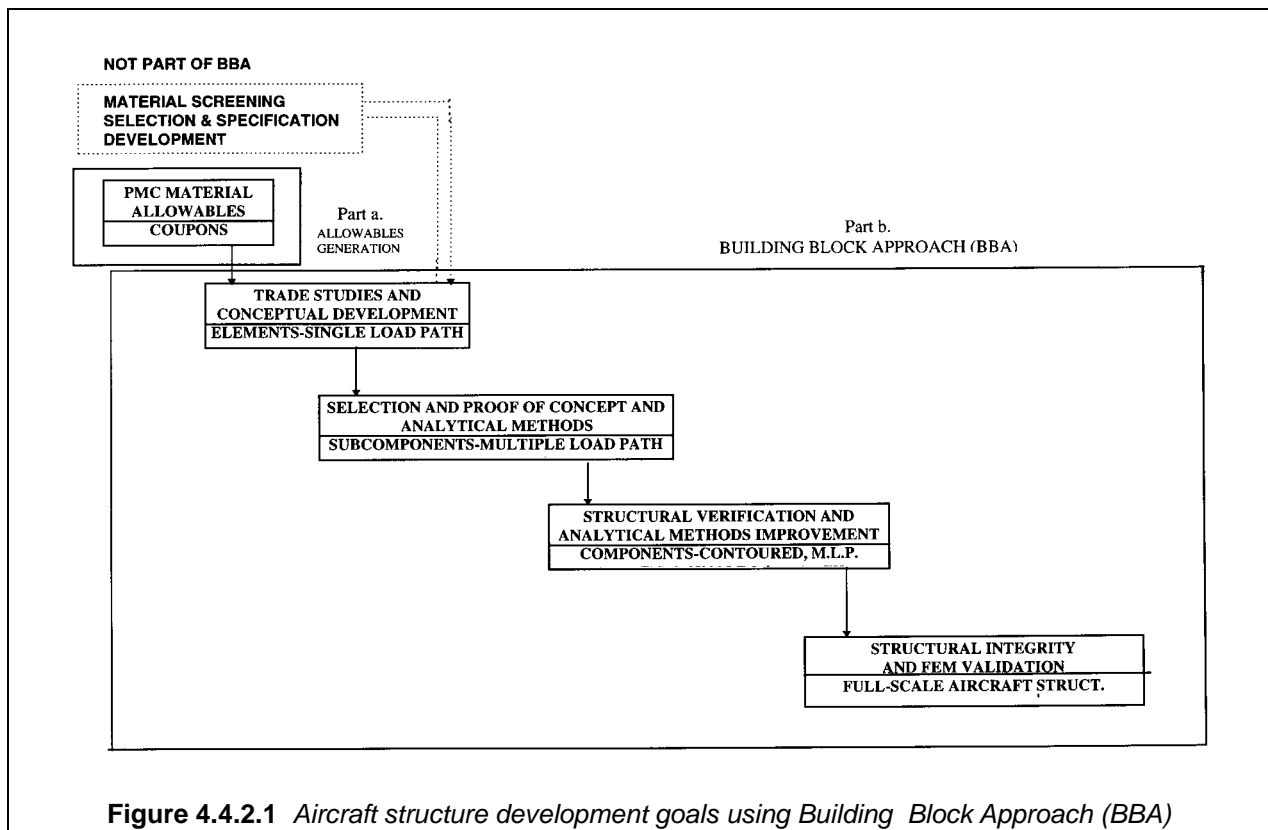 NOT PART OF BBA
MATERIAL SCREENING
SELECTION & SPECIFICATION
DEVELOPMENT
PMC MATERIAL
ALLOWABLES
COUPONS
Part a.
ALLOWABLES
GENERATION
Part b.
BUILDING BLOCK APPROACH (BBA)
TRADE STUDIES AND
CONCEPTUAL DEVELOPMENT
ELEMENTS-SINGLE LOAD PATH
SELECTION AND PROOF OF CONCEPT AND
ANALYTICAL METHODS
SUBCOMPONENTS-MULTIPLE LOAD PATH
STRUCTURAL VERIFICATION AND
ANALYTICAL METHODS IMPROVEMENT
COMPONENTS-CONTOURED, M.L.P.
STRUCTURAL INTEGRITY
AND FEM VALIDATION
FULL-SCALE AIRCRAFT STRUCT.
Figure 4.4.2.1 Aircraft structure development goals using Building Block Approach (BBA)